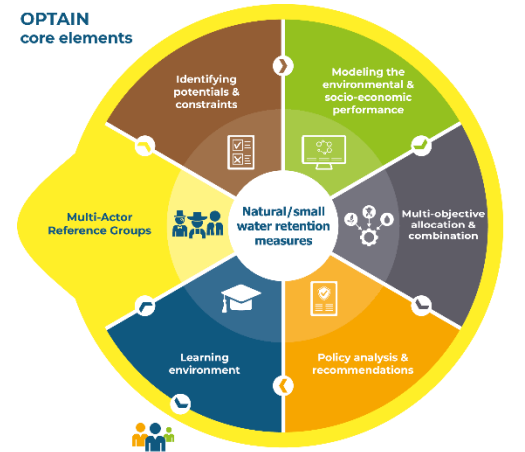 OPTAIN
core elements
Identifying
potentials &
constraints
Modeling the
environmental &
socio-economic
performance
Multi-Actor
Reference Groups
Natural/small
water retention
measures
Multi-objective
allocation &
combination
Learning
environment
Policy analysis &
recommendations